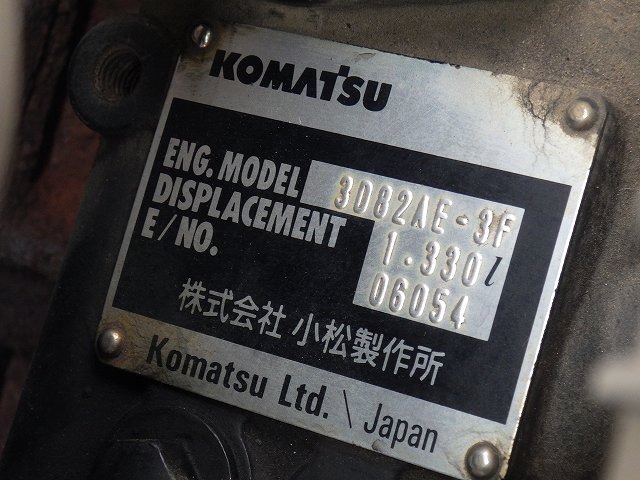 KOMATSU
ENG. MODEL 3D82AE-3F
DISPLACEMENT 1.330l
E/NO. 06054
株式会社 小松製作所
Komatsu Ltd. \ Japan